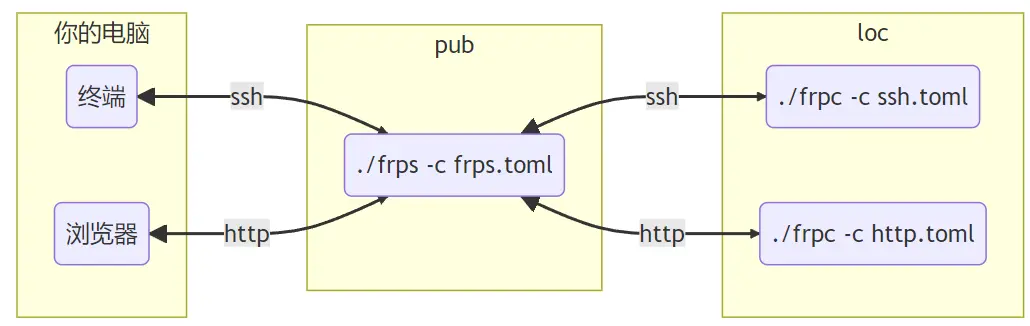 你的电脑
终端
浏览器
ssh
http
pub
./frps -c frps.toml
ssh
http
loc
./frpc -c ssh.toml
./frpc -c http.toml